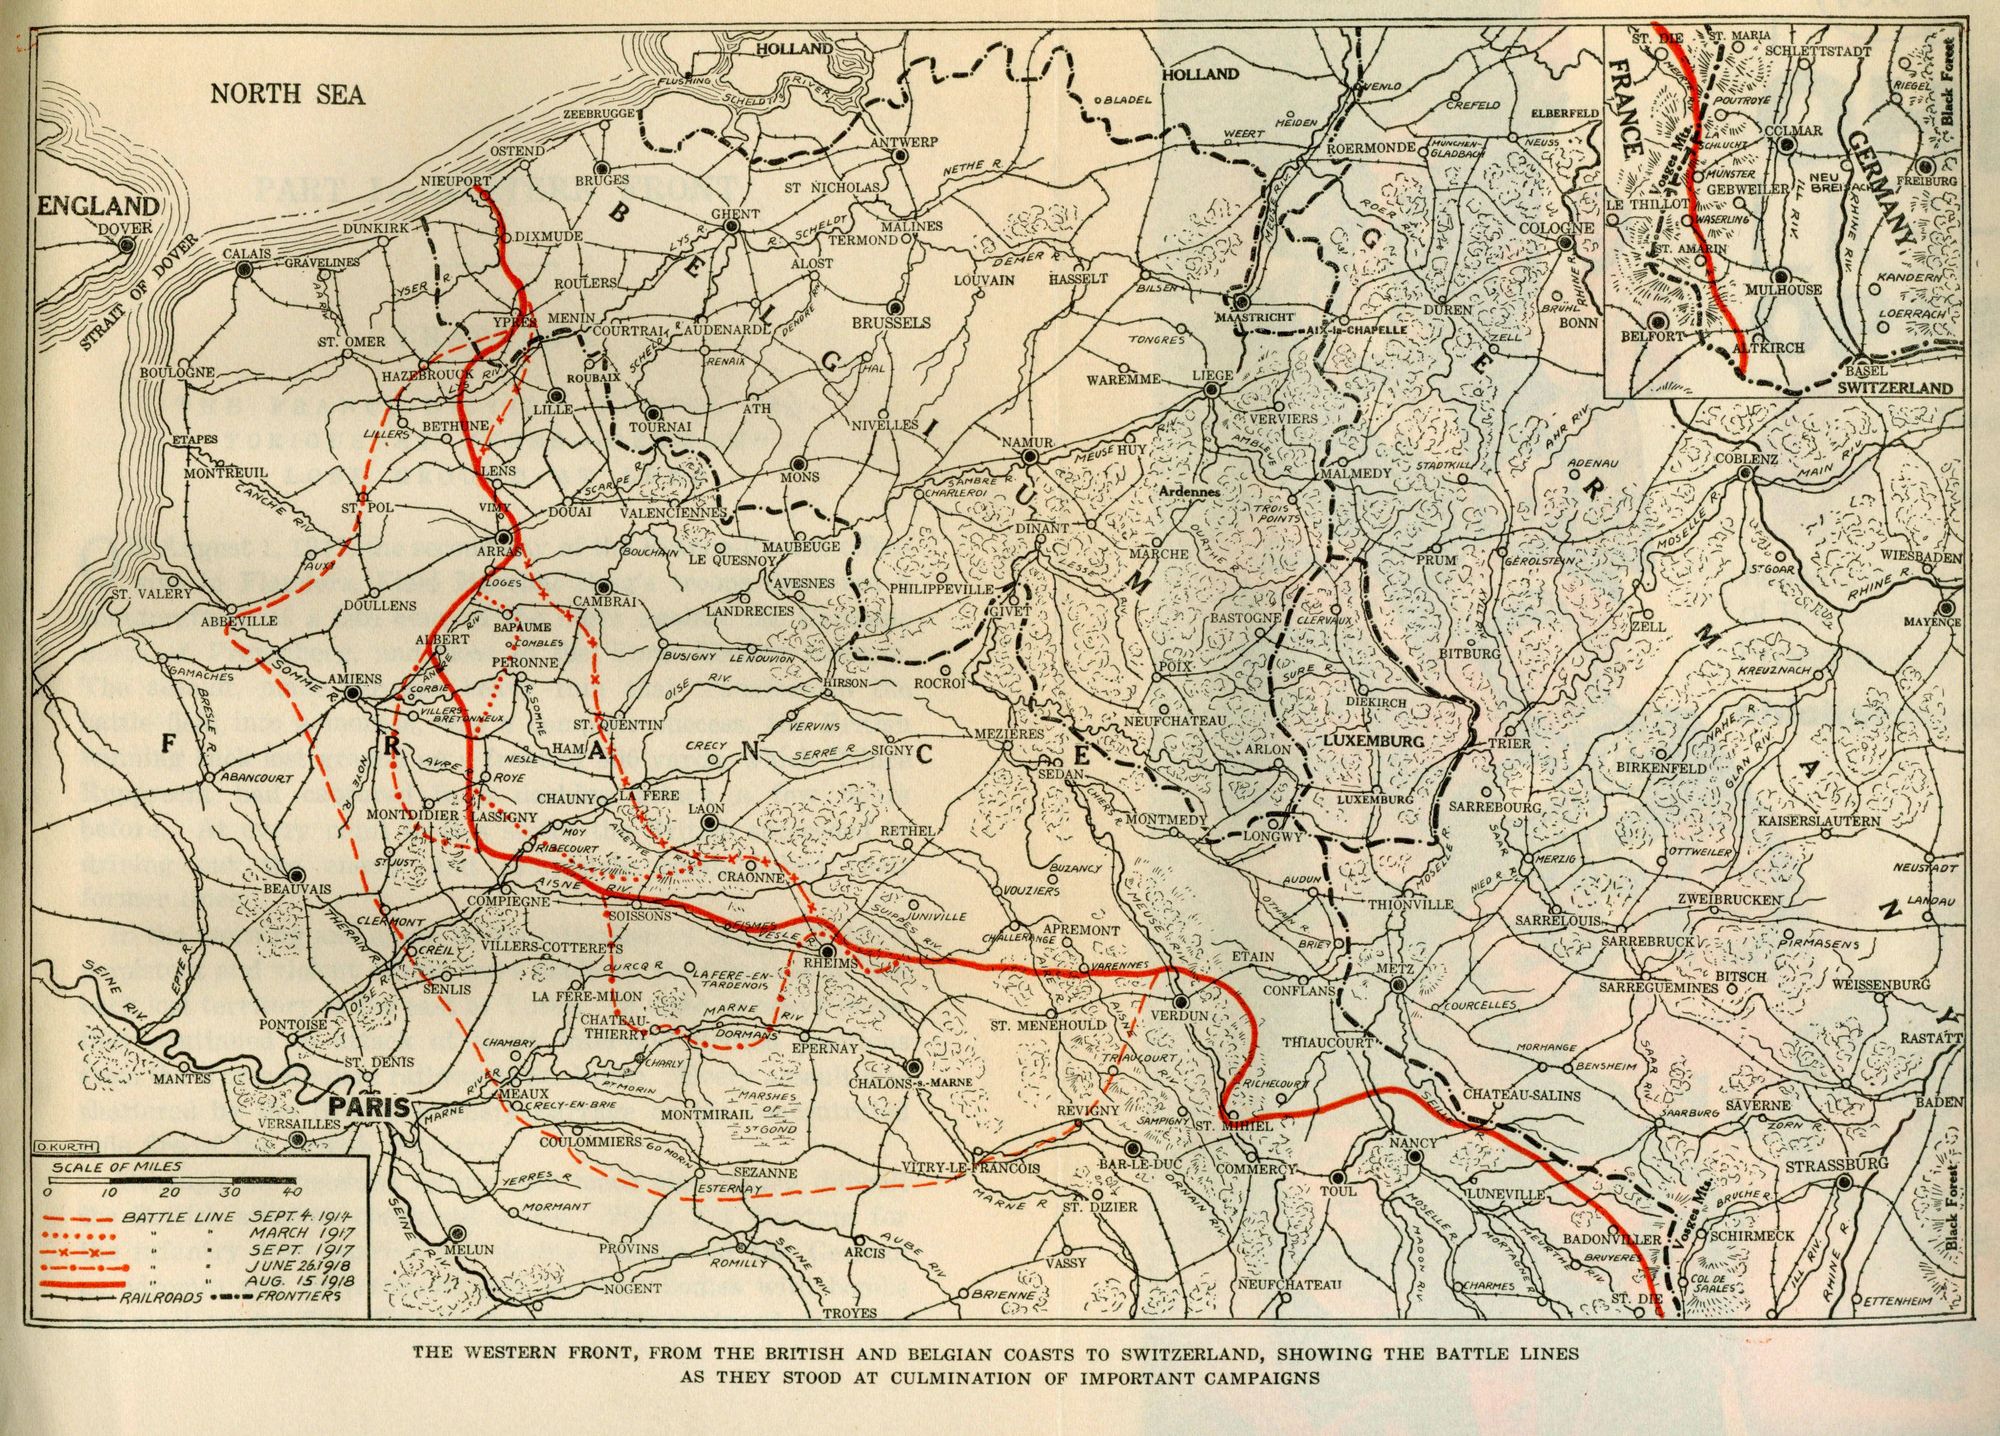 NORTH SEA
ENGLAND
DOVER
STRAIT OF DOVER
HOLLAND
FLUSHING
SCHELDT RIVER
HOLLAND
BLADEL
VENLO
CREFELD
ELBERFELD
WEERT
HEIDEN
ROERMONDE
MUNCHEN-
GLADBACH
NEUSS
ZEEBRUGGE
OSTEND
NIEUPORT
BRUGES
ANTWERP
ST NICHOLAS
NETHE R.
GHENT
MALINES
TERMOND
R. SCHELDT
LYS R.
DUNKIRK
DIXMUDE
CALAIS
GRAVELINES
YSER R.
ROULERS
ALOST
LOUVAIN
DEMER R.
HASSELT
BILSEN
MEUSE RIV.
ROER R.
COLOGNE
BRUHL
RHINE R.
BONN
DUREN
ZELL
MAASTRICHT
AIX-la-CHAPELLE
YPRES
MENIN
COURTRAI
AUDENARDE
DENDRE R.
BRUSSELS
SCHELDT R.
RENAIX
HAL
TONGRES
WAREMME
LIEGE
ST. OMER
BOULOGNE
HAZEBROUCK
LYS RIV.
ROUBAIX
LILLE
TOURNAI
ATH
NIVELLES
VERVIERS
AMBLEVE R.
LILLERS
BETHUNE
ETAPES
MONTREUIL
CANCHE RIV
LENS
MONS
NAMUR
MEUSE
HUY
SAMBRE R.
CHARLEROI
Ardennes
MALMEDY
STADTKILL
AHR RIV
ADENAU
COBLENZ
MAIN RIV.
ST. POL
VIMY
DOUAI
SCARPE
VALENCIENNES
DINANT
TROIS
POINTS
OURTHE R.
MARCHE
ARRAS
BOUCHAIN
LE QUESNOY
MAUBEUGE
AVESNES
PRUM
GEROLSTEIN
MOSELLE R.
ST GOAR
WIESBADEN
RHINE R.
MAYENCE
AUXY
DOULLENS
LOGES
CAMBRAI
LANDRECIES
PHILIPPEVILLE
GIVET
LESSE RIV.
BASTOGNE
CLERVAUX
KYLL RIV
ZELL
ST. VALERY
ABBEVILLE
ALBERT
BAPAUME
COMBLES
BUSIGNY
LE NOUVION
BITBURG
KREUZNACH
GAMACHES
BRESLE R.
SOMME R.
AMIENS
CORBIE
ANCRE RIV
PERONNE
R. SOMME
VILLERS-
BRETONNEUX
OISE RIV.
HIRSON
ROCROI
POIX
SURE R.
DIEKIRCH
ST. QUENTIN
VERVINS
NEUFCHATEAU
LUXEMBURG
TRIER
NAHE R.
GLAN RIV
BIRKENFELD
HAM
NESLE
CRECY
SERRE R
SIGNY
MEZIERES
SEDAN
ARLON
ABANCOURT
NOYE R.
AVRE R
ROYE
CHAUNY
LA FERE
LAON
CHIERS R.
MONTMEDY
LONGWY
LUXEMBURG
SARREBOURG
SAAR R.
KAISERSLAUTERN
MONTDIDIER
LASSIGNY
MOY
AILETTE RIV.
RIBECOURT
RETHEL
ST JUST
CRAONNE
BUZANCY
VOUZIERS
MERZIG
OTTWEILER
NEUSTADT
BEAUVAIS
COMPIEGNE
AISNE RIV
SOISSONS
FISMES
VESLE R
SUIPPES RIV.
JUNIVILLE
MEUSE RIV
AUDUN
OTHAIN R.
THIONVILLE
MOSELLE R.
NIED R
ZWEIBRUCKEN
LANDAU
CLERMONT
THERAIN R.
CREIL
VILLERS-COTTERETS
RHEIMS
CHALLERANGE
APREMONT
VARENNES
BRIEY
SARRELOUIS
SARREBRUCK
PIRMASENS
EPTE R.
OISE R.
SENLIS
OURCQ R
LA FERE-EN-
TARDENOIS
LA FERE-MILON
ETAIN
CONFLANS
METZ
COURCELLES
SARREGUEMINES
BITSCH
WEISSENBURG
SEINE RIV.
PONTOISE
CHATEAU-
THIERRY
MARNE RIV
DORMANS
EPERNAY
ST. MENEHOULD
AISNE RIV
VERDUN
THIAUCOURT
RASTATT
MANTES
ST. DENIS
CHAMBRY
CHARLY
CHALONS-s-MARNE
TRIAUCOURT
MORHANGE
BENSHEIM
SAAR RIV.
PARIS
VERSAILLES
MARNE RIVER
MEAUX
CRECY-EN-BRIE
PT MORIN
MONTMIRAIL
MARSHES
OF
ST GOND
REVIGNY
SAMPIGNY
RICHECOURT
ST. MIHIEL
SEILLE R
CHATEAU-SALINS
SAARBURG
SAVERNE
ZORN R.
BADEN
COULOMMIERS
GD MORIN
YERRES R
SEZANNE
ESTERNAY
VITRY-LE-FRANCOIS
MARNE R
BAR-LE-DUC
ORNAIN RIV.
COMMERCY
NANCY
TOUL
STRASSBURG
SEINE RIV.
MORMANT
MELUN
PROVINS
NOGENT
ROMILLY
SEINE RIV
ARCIS
AUBE RIV
TROYES
BRIENNE
ST. DIZIER
VASSY
NEUFCHATEAU
MADON RIV.
MOSELLER
LUNEVILLE
MORTAGNE R
MEURTHE RIV
CHARMES
BADONVILLER
BRUYERES
ST. DIE
Vosges Mts.
BRUCHE R
SCHIRMECK
COL DE
SAALES
ILL RIV.
RHINE R
ETTENHEIM
Black Forest
BELGIUM
FRANCE
GERMANY
ST. DIE
ST. MARIA
SCHLETTSTADT
FRANCE
MEURTHE RIV
POUTROYE
RIEGEL
Black Forest
COLMAR
GERMANY
SCHLUCHT
Vosges Mts.
MÜNSTER
GEBWEILER
NEU
BREISACH
FREIBURG
LE THILLOT
WASERLING
ILL RIV.
RHINE RIV.
ST. AMARIN
KANDERN
MULHOUSE
LOERRACH
BELFORT
ALTKIRCH
BASEL
SWITZERLAND
O. KURTH
SCALE OF MILES
0 10 20 30 40
BATTLE LINE SEPT. 4. 1914
" " MARCH 1917
" " SEPT. 1917
" " JUNE 26. 1918
" " AUG. 15. 1918
RAILROADS FRONTIERS
THE WESTERN FRONT, FROM THE BRITISH AND BELGIAN COASTS TO SWITZERLAND, SHOWING THE BATTLE LINES
AS THEY STOOD AT CULMINATION OF IMPORTANT CAMPAIGNS